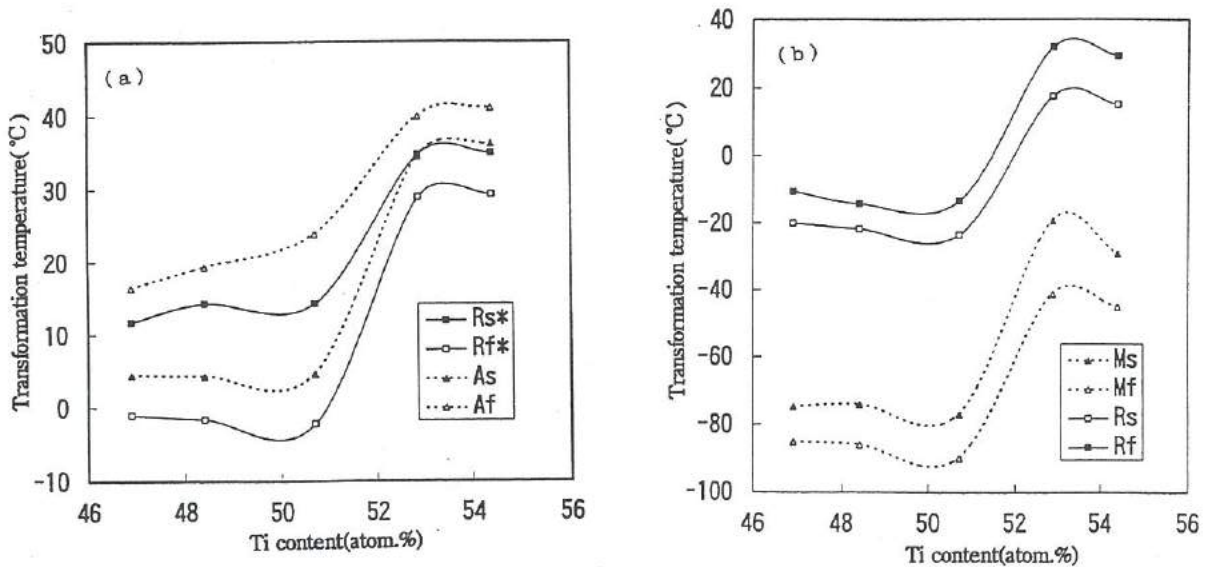 (a)
Transformation temperature(°C)
50
40
30
20
10
0
-10
46
48
50
52
54
56
Ti content(atom.%)
Rs*
Rf*
As
Af
(b)
Transformation temperature(°C)
40
20
0
-20
-40
-60
-80
-100
46
48
50
52
54
56
Ti content(atom.%)
Ms
Mf
Rs
Rf